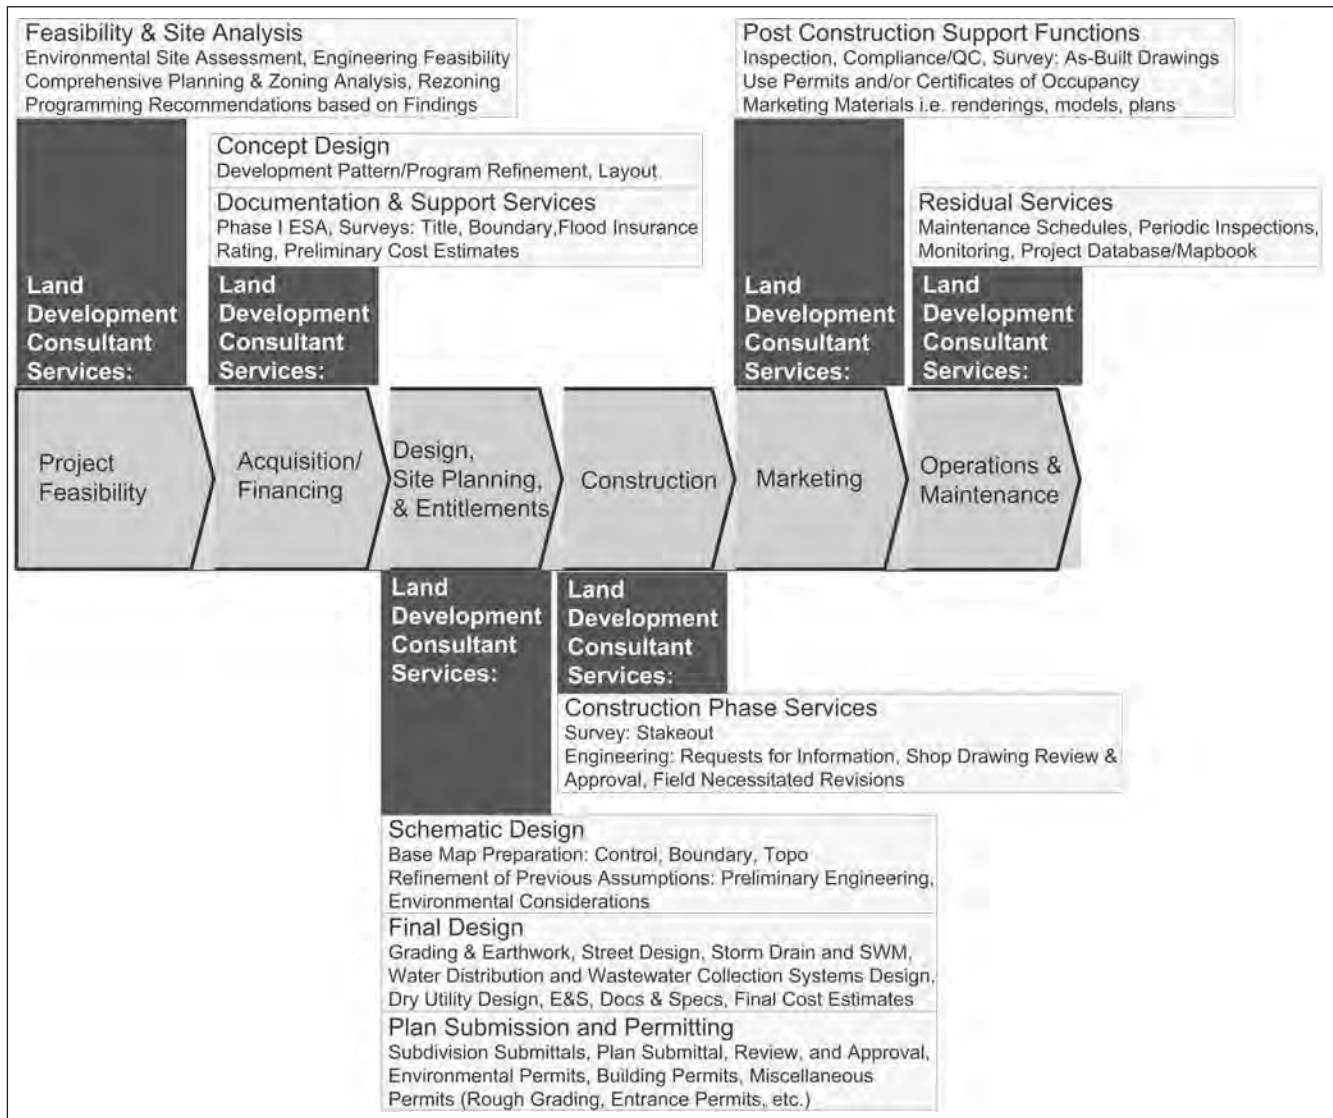 Feasibility & Site Analysis
Environmental Site Assessment, Engineering Feasibility
Comprehensive Planning & Zoning Analysis, Rezoning
Programming Recommendations based on Findings
Post Construction Support Functions
Inspection, Compliance/QC, Survey: As-Built Drawings
Use Permits and/or Certificates of Occupancy
Marketing Materials i.e. renderings, models, plans
Concept Design
Development Pattern/Program Refinement, Layout
Documentation & Support Services
Phase I ESA, Surveys: Title, Boundary,Flood Insurance
Rating, Preliminary Cost Estimates
Residual Services
Maintenance Schedules, Periodic Inspections,
Monitoring, Project Database/Mapbook
Land
Development
Consultant
Services:
Land
Development
Consultant
Services:
Land
Development
Consultant
Services:
Land
Development
Consultant
Services:
Project
Feasibility
Acquisition/
Financing
Design,
Site Planning,
& Entitlements
Construction
Marketing
Operations &
Maintenance
Land
Development
Consultant
Services:
Land
Development
Consultant
Services:
Construction Phase Services
Survey: Stakeout
Engineering: Requests for Information, Shop Drawing Review &
Approval, Field Necessitated Revisions
Schematic Design
Base Map Preparation: Control, Boundary, Topo
Refinement of Previous Assumptions: Preliminary Engineering,
Environmental Considerations
Final Design
Grading & Earthwork, Street Design, Storm Drain and SWM,
Water Distribution and Wastewater Collection Systems Design,
Dry Utility Design, E&S, Docs & Specs, Final Cost Estimates
Plan Submission and Permitting
Subdivision Submittals, Plan Submittal, Review, and Approval,
Environmental Permits, Building Permits, Miscellaneous
Permits (Rough Grading, Entrance Permits, etc.)